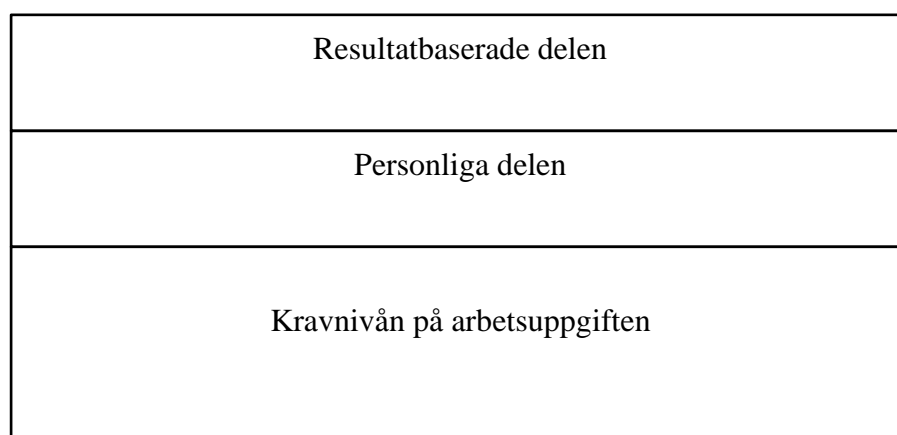 Resultatbaserade delen
Personliga delen
Kravnivån på arbetsuppgiften